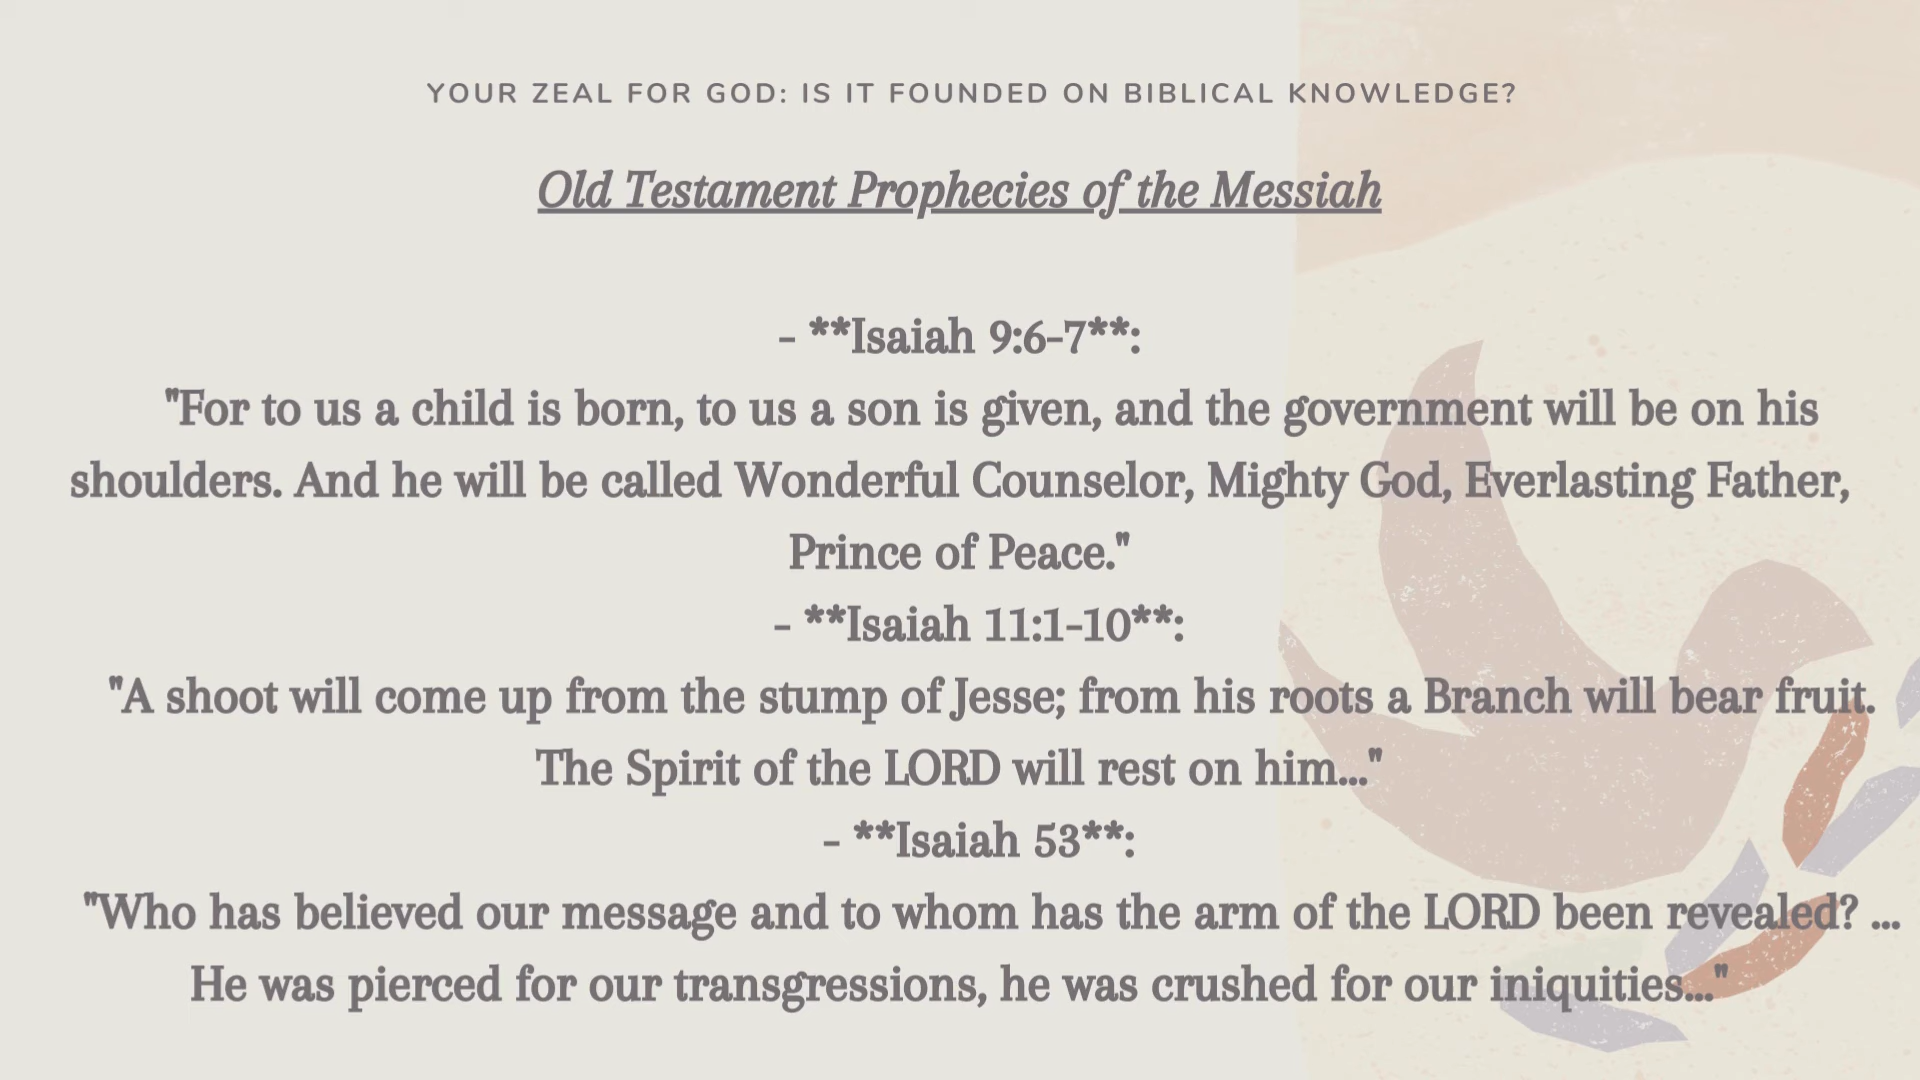 YOUR ZEAL FOR GOD: IS IT FOUNDED ON BIBLICAL KNOWLEDGE?
Old Testament Prophecies of the Messiah
- **Isaiah 9:6-7**:
"For to us a child is born, to us a son is given, and the government will be on his
shoulders. And he will be called Wonderful Counselor, Mighty God, Everlasting Father,
Prince of Peace."
- **Isaiah 11:1-10**:
"A shoot will come up from the stump of Jesse; from his roots a Branch will bear fruit.
The Spirit of the LORD will rest on him..."
- **Isaiah 53**:
"Who has believed our message and to whom has the arm of the LORD been revealed? ...
He was pierced for our transgressions, he was crushed for our iniquities..."